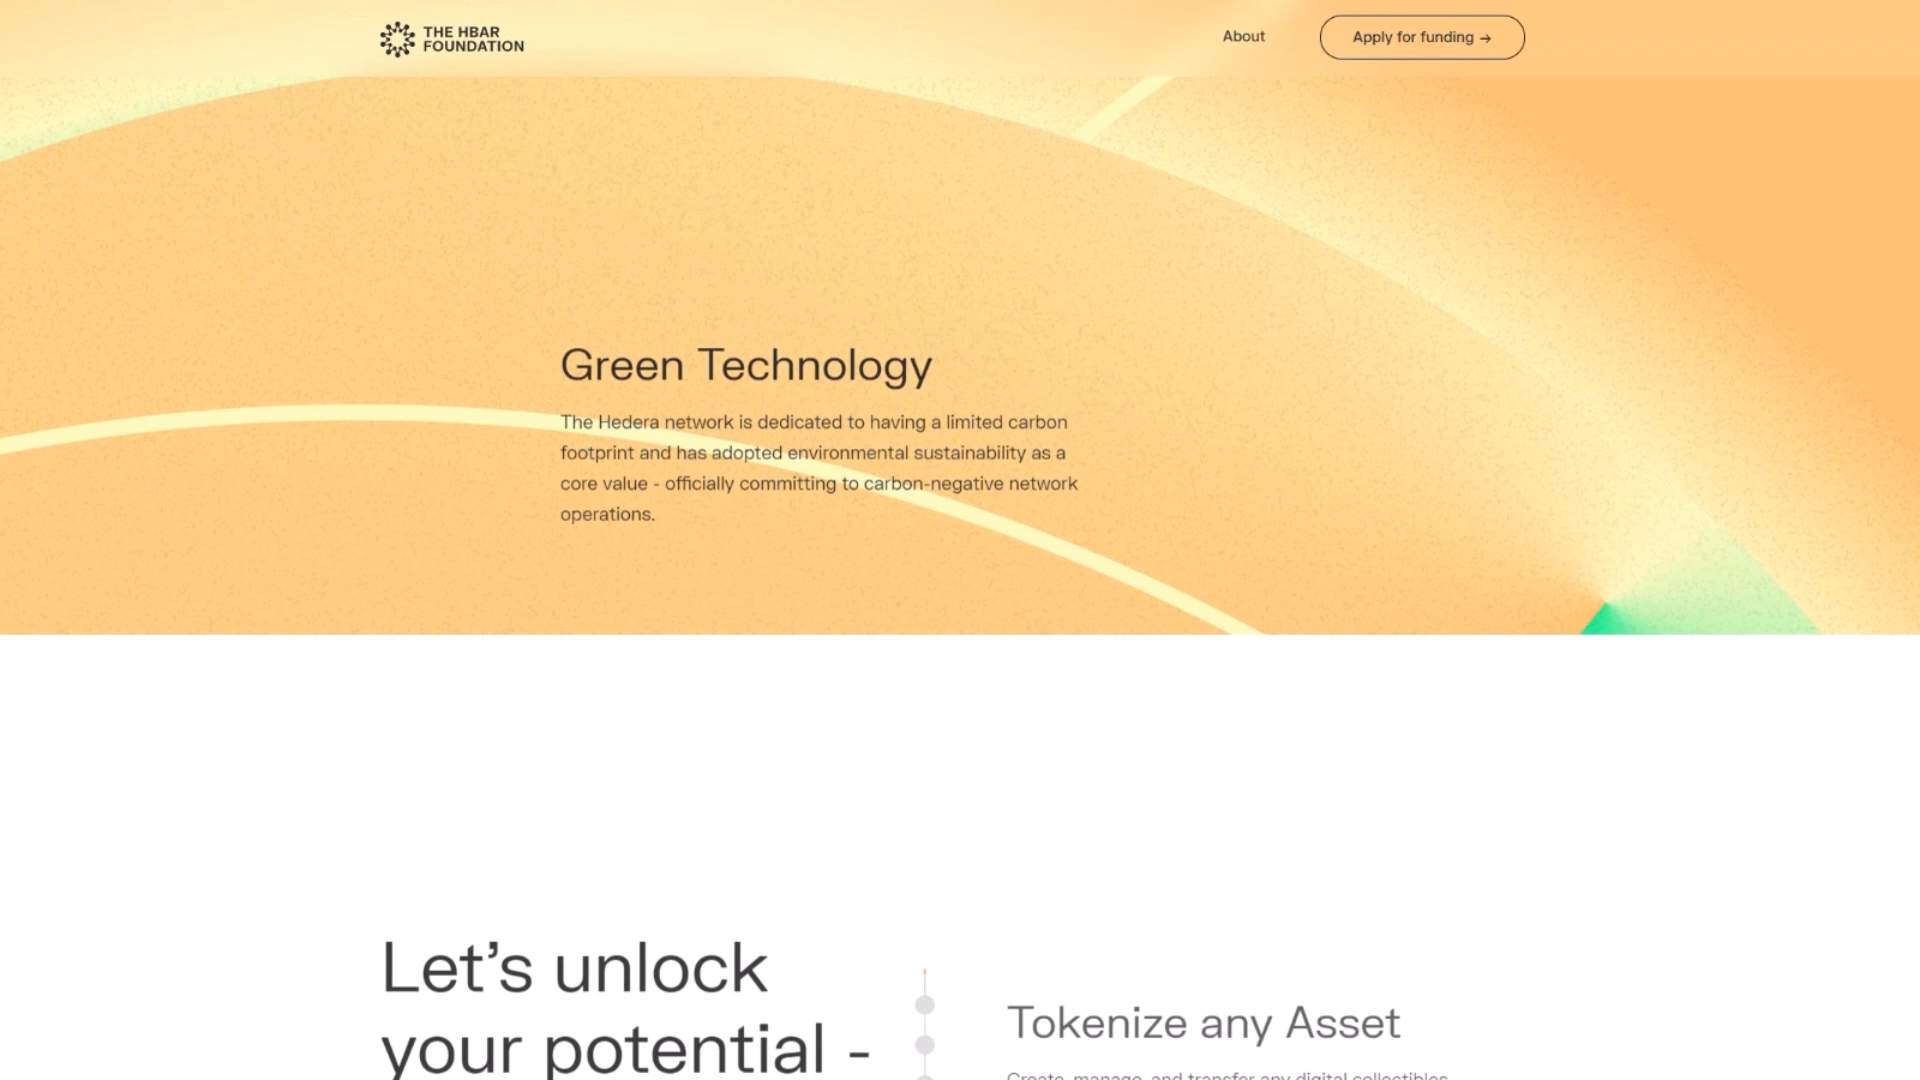 THE HBAR
FOUNDATION
About
Apply for funding →
Green Technology
The Hedera network is dedicated to having a limited carbon
footprint and has adopted environmental sustainability as a
core value - officially committing to carbon-negative network
operations.
Let’s unlock
your potential -
Tokenize any Asset
Create, manage, and transfer any digital collectibles